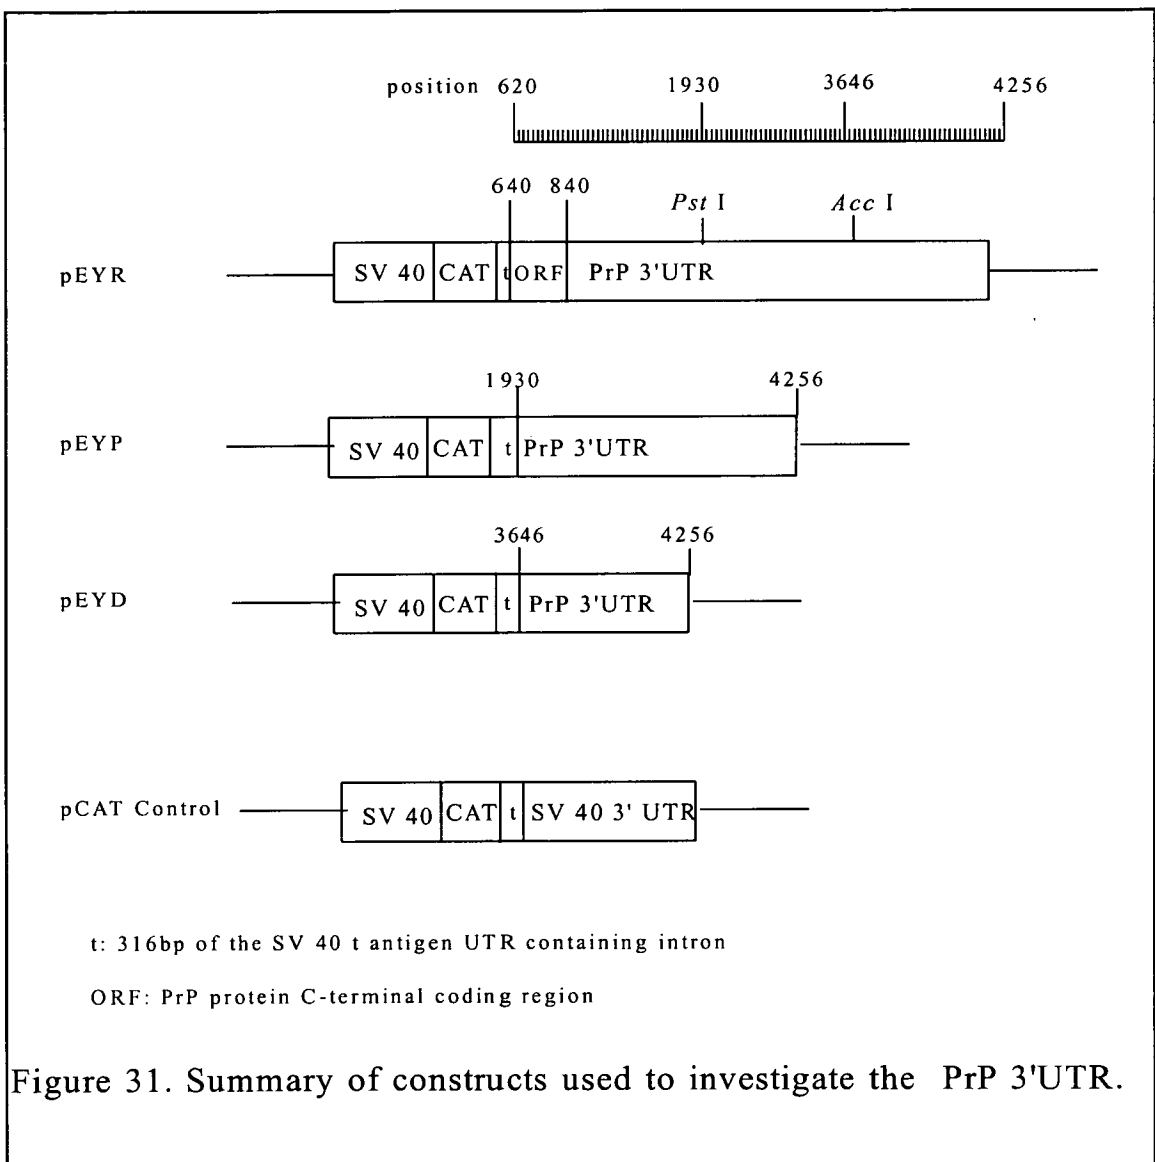 position 620 1930 3646 4256
640 840 Pst I Acc I
pEYR SV 40 CAT t ORF PrP 3'UTR
1930 4256
pEYP SV 40 CAT t PrP 3'UTR
3646 4256
pEYD SV 40 CAT t PrP 3'UTR
pCAT Control SV 40 CAT t SV 40 3' UTR
t: 316bp of the SV 40 t antigen UTR containing intron
ORF: PrP protein C-terminal coding region
Figure 31. Summary of constructs used to investigate the PrP 3'UTR.